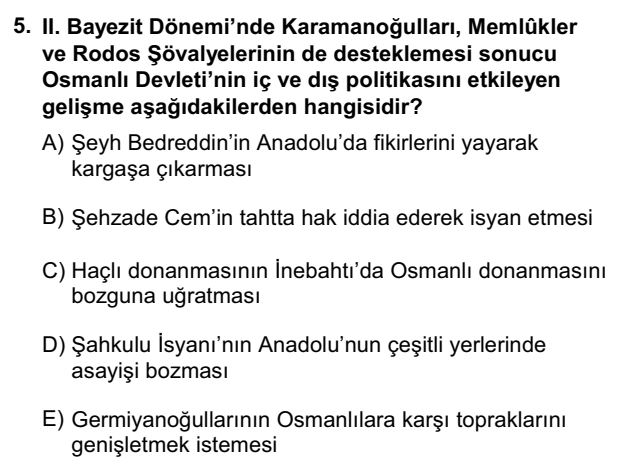 5. II. Bayezit Dönemi’nde Karamanoğulları, Memlûkler
ve Rodos Şövalyelerinin de desteklemesi sonucu
Osmanlı Devleti’nin iç ve dış politikasını etkileyen
gelişme aşağıdakilerden hangisidir?
A) Şeyh Bedreddin’in Anadolu’da fikirlerini yayarak
kargaşa çıkarması
B) Şehzade Cem’in tahtta hak iddia ederek isyan etmesi
C) Haçlı donanmasının İnebahtı’da Osmanlı donanmasını
bozguna uğratması
D) Şahkulu İsyanı’nın Anadolu’nun çeşitli yerlerinde
asayişi bozması
E) Germiyanoğullarının Osmanlılara karşı topraklarını
genişletmek istemesi